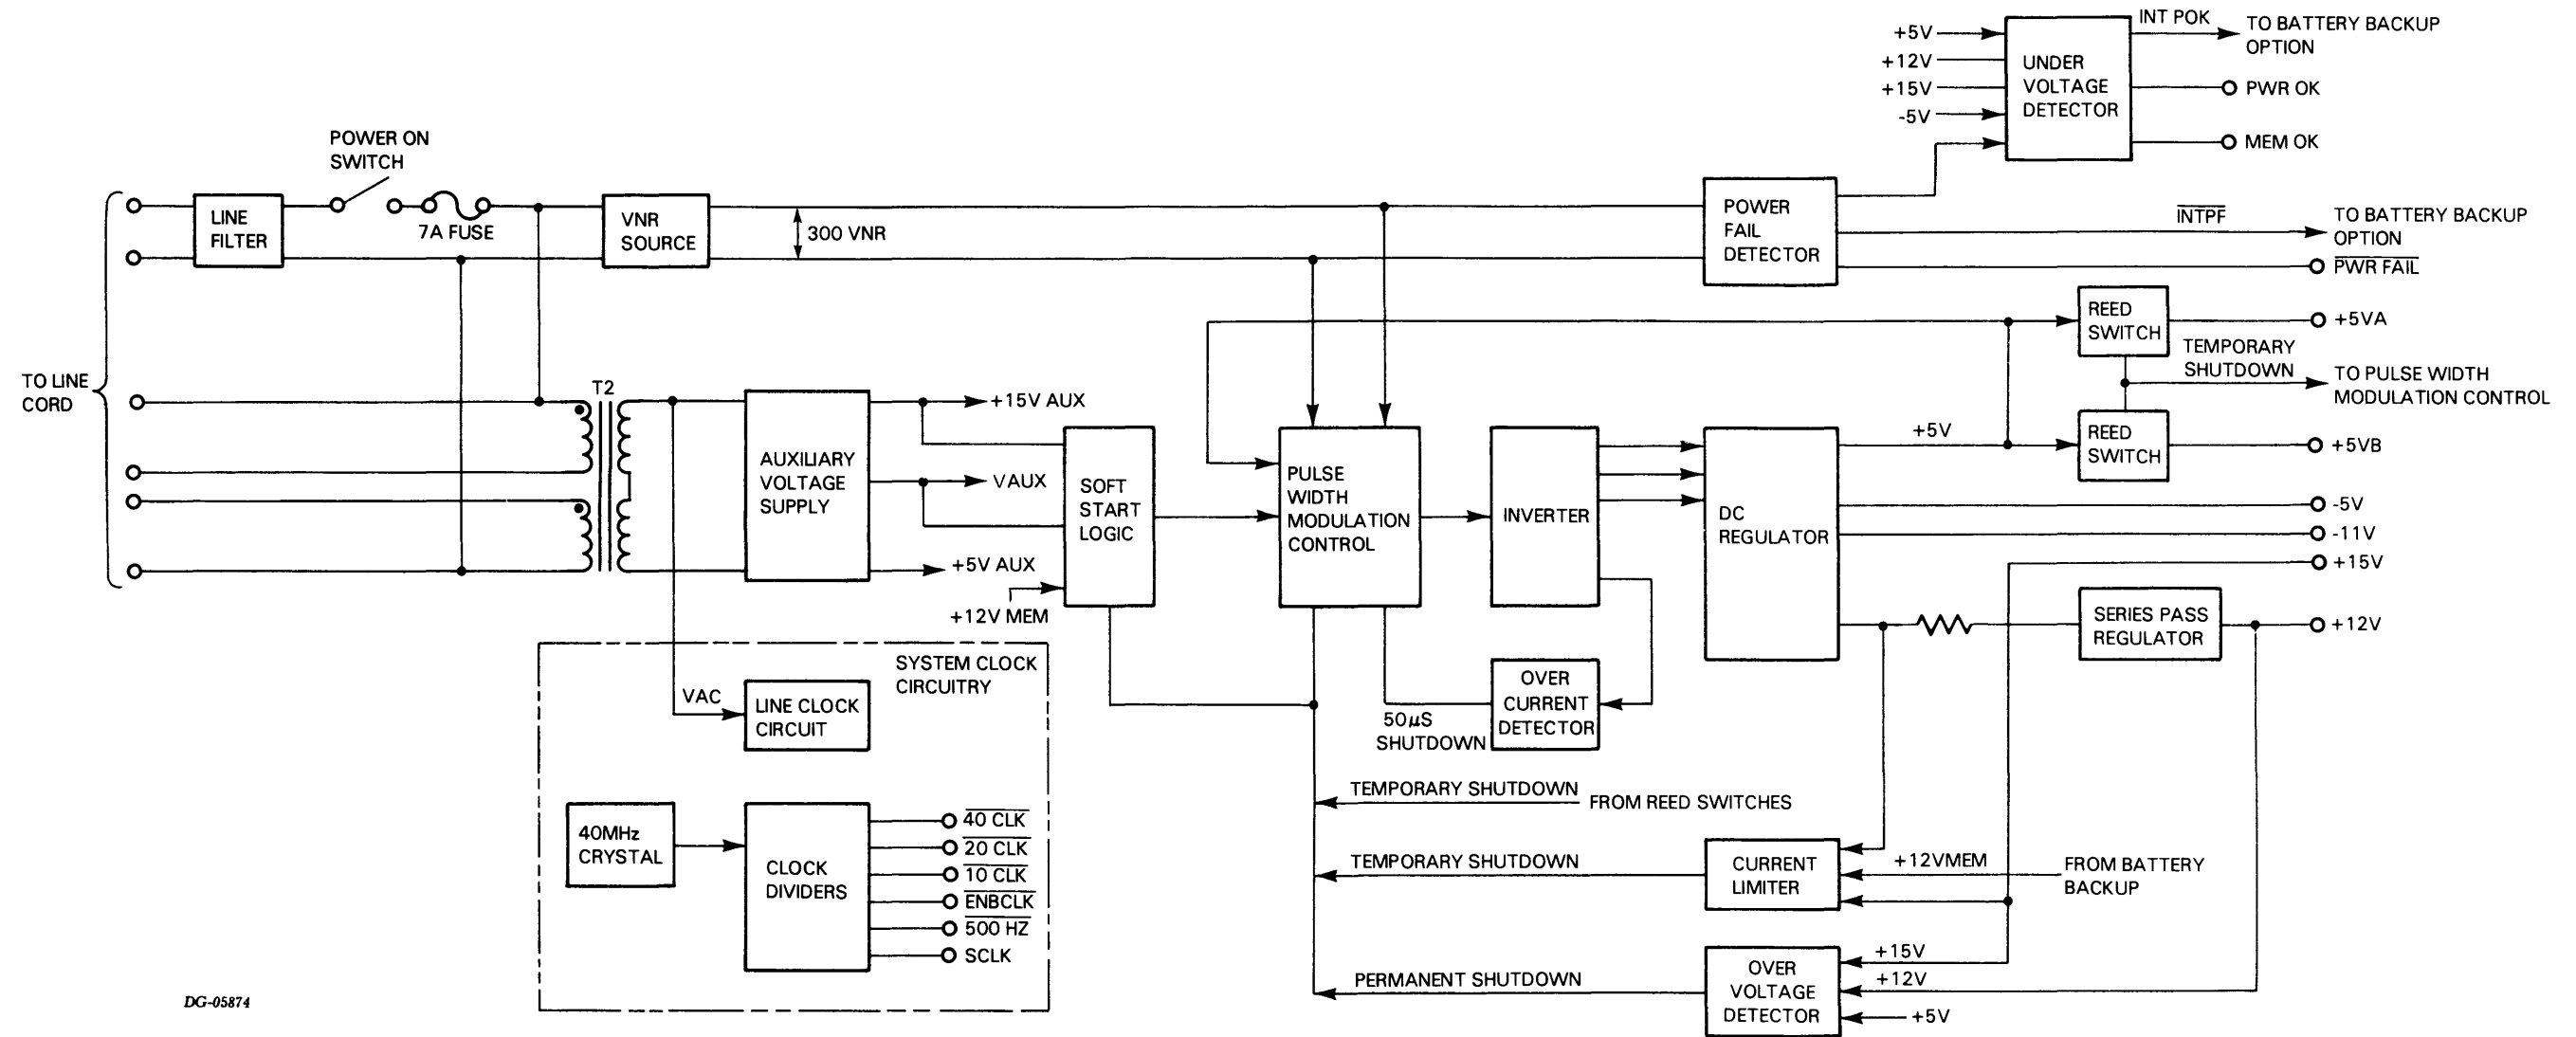 POWER ON
SWITCH
TO LINE
CORD
LINE
FILTER
7A FUSE
VNR
SOURCE
300 VNR
T2
AUXILIARY
VOLTAGE
SUPPLY
+15V AUX
VAUX
+5V AUX
+12V MEM
SOFT
START
LOGIC
PULSE
WIDTH
MODULATION
CONTROL
INVERTER
DC
REGULATOR
+5V
+12V
+15V
-5V
UNDER
VOLTAGE
DETECTOR
INT POK
TO BATTERY BACKUP
OPTION
PWR OK
MEM OK
POWER
FAIL
DETECTOR
INTPF
TO BATTERY BACKUP
OPTION
PWR FAIL
REED
SWITCH
+5VA
TEMPORARY
SHUTDOWN
TO PULSE WIDTH
MODULATION CONTROL
+5V
REED
SWITCH
+5VB
-5V
-11V
+15V
SERIES PASS
REGULATOR
+12V
OVER
CURRENT
DETECTOR
50µS
SHUTDOWN
TEMPORARY SHUTDOWN
FROM REED SWITCHES
TEMPORARY SHUTDOWN
CURRENT
LIMITER
+12VMEM
FROM BATTERY
BACKUP
PERMANENT SHUTDOWN
OVER
VOLTAGE
DETECTOR
+15V
+12V
+5V
SYSTEM CLOCK
CIRCUITRY
VAC
LINE CLOCK
CIRCUIT
40MHz
CRYSTAL
CLOCK
DIVIDERS
40 CLK
20 CLK
10 CLK
ENBCLK
500 HZ
SCLK
DG-05874